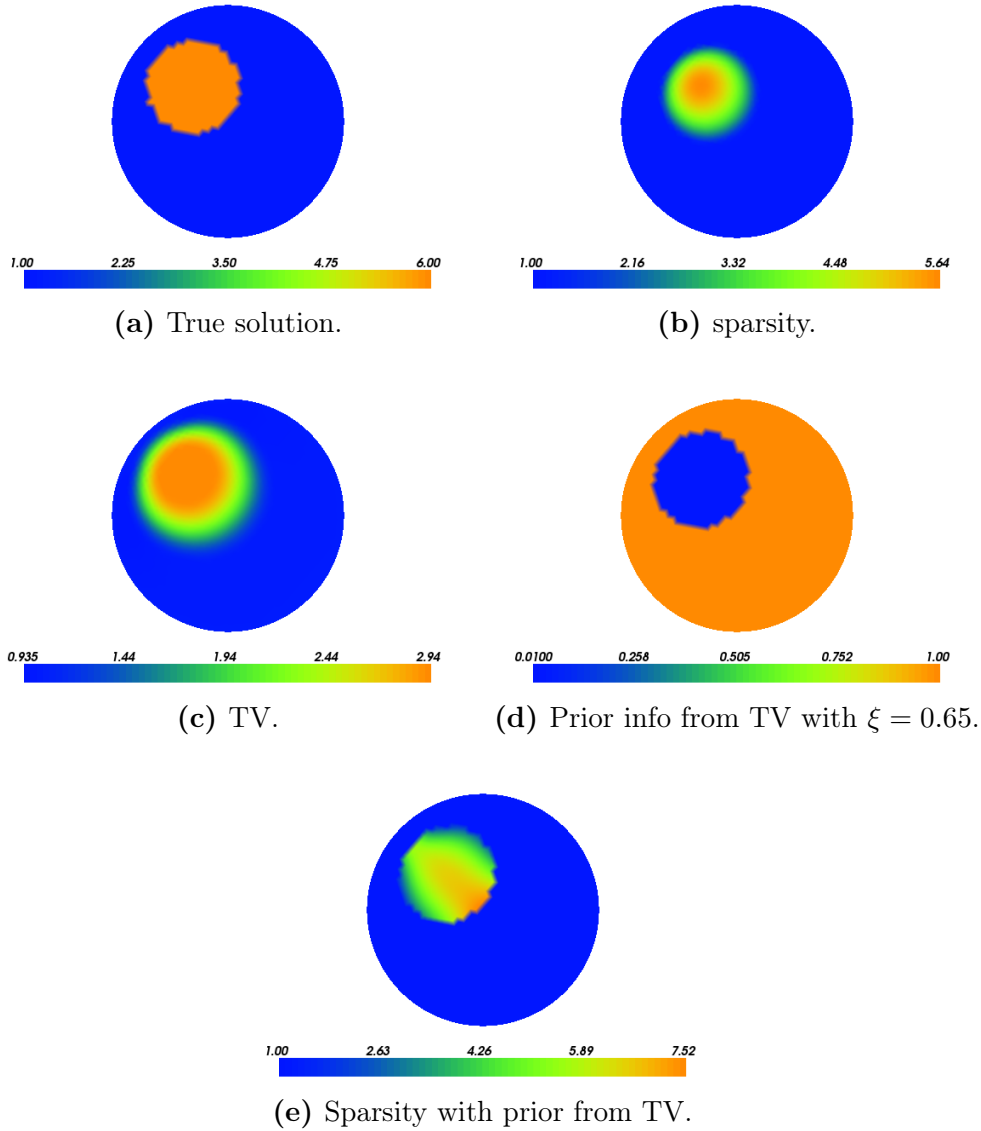 1.00 2.25 3.50 4.75 6.00
(a) True solution.
1.00 2.16 3.32 4.48 5.64
(b) sparsity.
0.935 1.44 1.94 2.44 2.94
(c) TV.
0.0100 0.258 0.505 0.752 1.00
(d) Prior info from TV with ξ = 0.65.
1.00 2.63 4.26 5.89 7.52
(e) Sparsity with prior from TV.